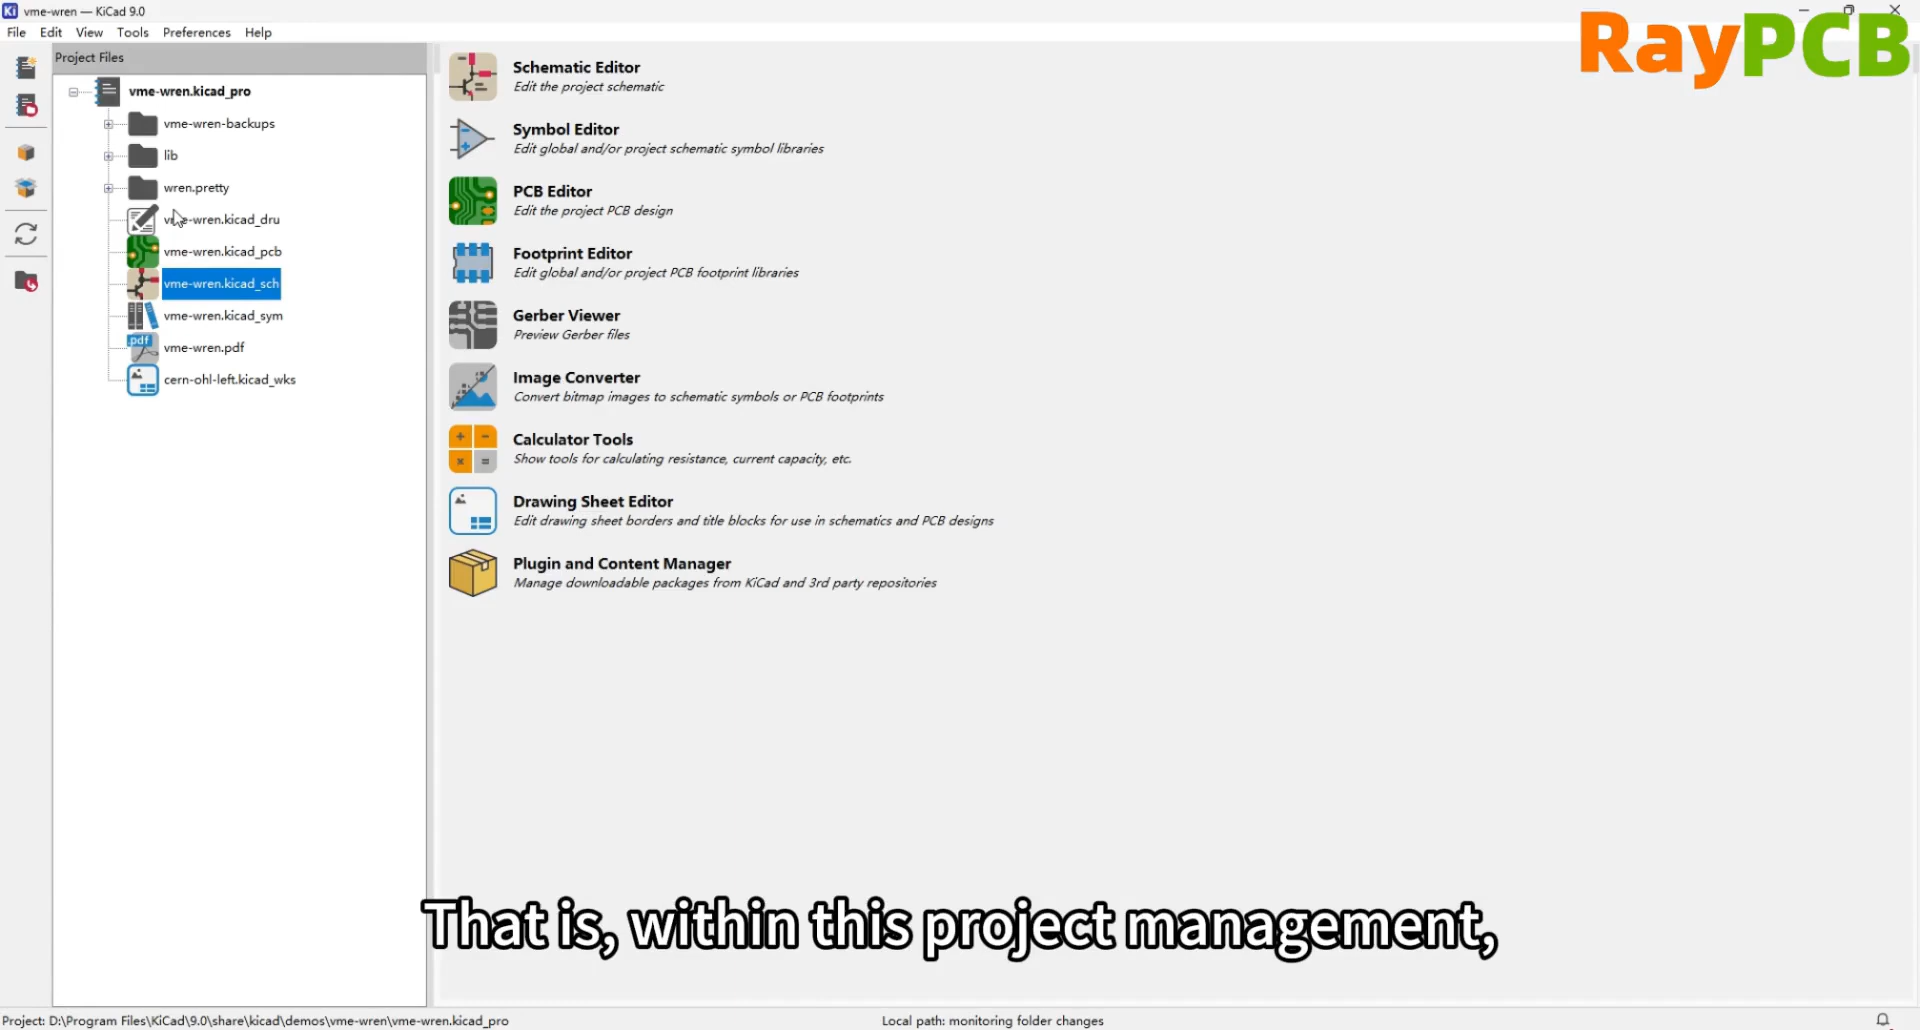 vme-wren — KiCad 9.0
File Edit View Tools Preferences Help
RayPCB
Project Files
vme-wren.kicad_pro
vme-wren-backups
lib
wren.pretty
vme-wren.kicad_dru
vme-wren.kicad_pcb
vme-wren.kicad_sch
vme-wren.kicad_sym
.pdf
vme-wren.pdf
cern-ohl-left.kicad_wks
Schematic Editor
Edit the project schematic
Symbol Editor
Edit global and/or project schematic symbol libraries
PCB Editor
Edit the project PCB design
Footprint Editor
Edit global and/or project PCB footprint libraries
Gerber Viewer
Preview Gerber files
Image Converter
Convert bitmap images to schematic symbols or PCB footprints
Calculator Tools
Show tools for calculating resistance, current capacity, etc.
Drawing Sheet Editor
Edit drawing sheet borders and title blocks for use in schematics and PCB designs
Plugin and Content Manager
Manage downloadable packages from KiCad and 3rd party repositories
That is, within this project management,
Project: D:\Program Files\KiCad\9.0\share\kicad\demos\vme-wren\vme-wren.kicad_pro
Local path: monitoring folder changes